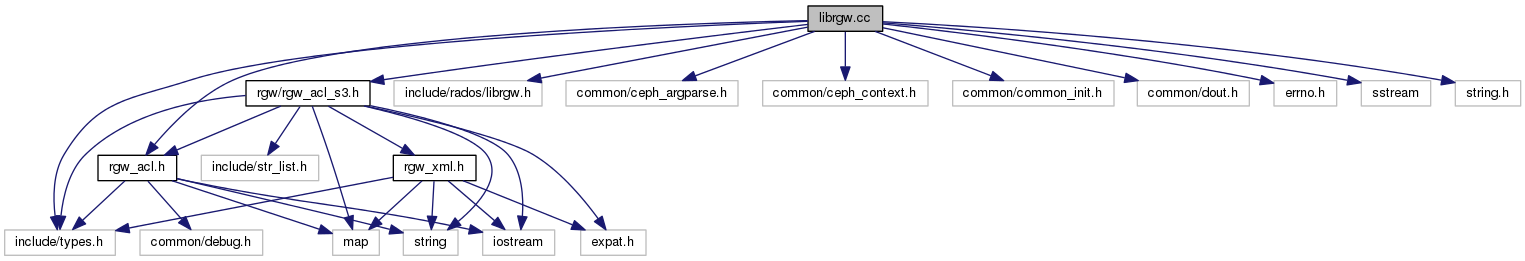 librgw.cc
rgw/rgw_acl_s3.h
include/rados/librgw.h
common/ceph_argparse.h
common/ceph_context.h
common/common_init.h
common/dout.h
errno.h
sstream
string.h
rgw_acl.h
include/str_list.h
rgw_xml.h
include/types.h
common/debug.h
map
string
iostream
expat.h